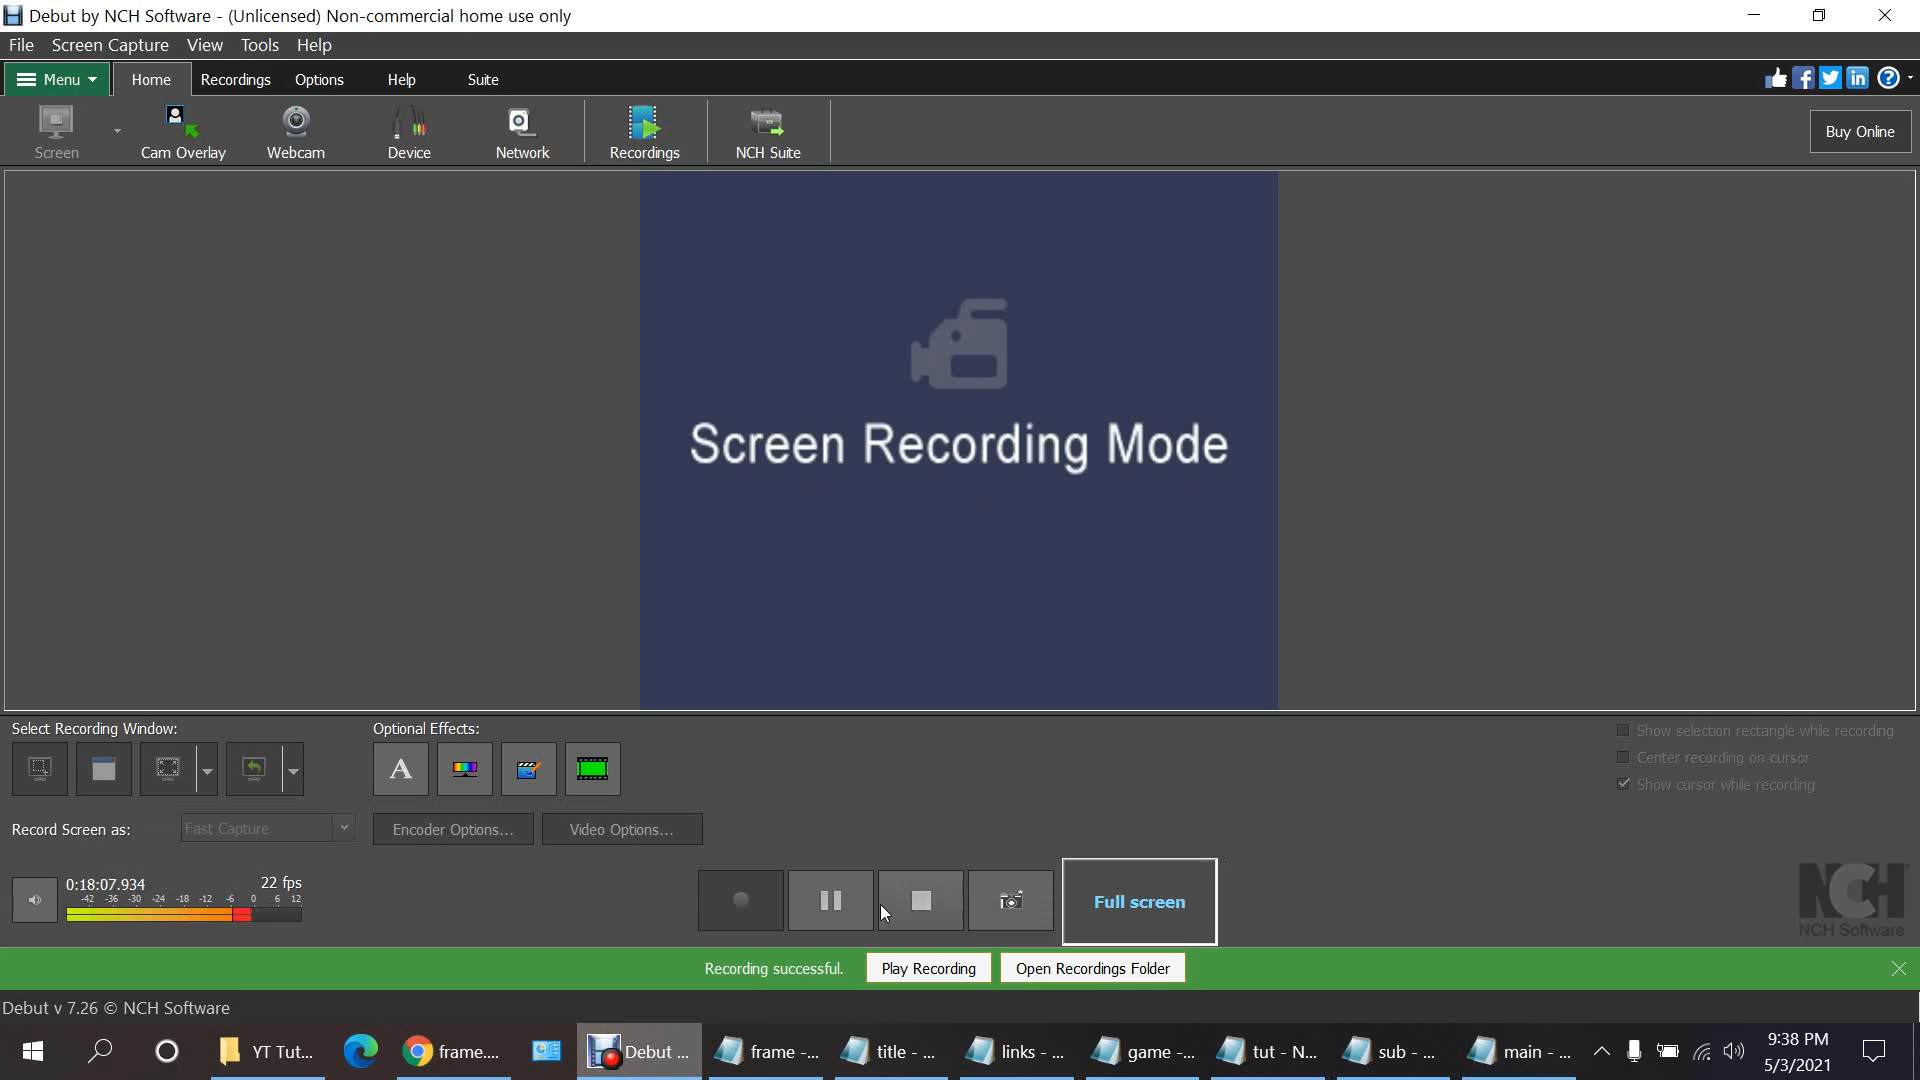 Debut by NCH Software - (Unlicensed) Non-commercial home use only
File Screen Capture View Tools Help
Menu Home Recordings Options Help Suite
Screen Cam Overlay Webcam Device Network Recordings NCH Suite Buy Online
Screen Recording Mode
Select Recording Window: Optional Effects:
Show selection rectangle while recording
Center recording on cursor
Show cursor while recording
A
Record Screen as: Fast Capture Encoder Options... Video Options...
0:18:07.934 22 fps
-42 -36 -30 -24 -18 -12 -6 0 6 12
Full screen
NCH
NCH Software
Recording successful. Play Recording Open Recordings Folder
Debut v 7.26 © NCH Software
YT Tut... frame.... Debut ... frame -... title - ... links - ... game -... tut - N... sub - ... main - ...
9:38 PM
5/3/2021